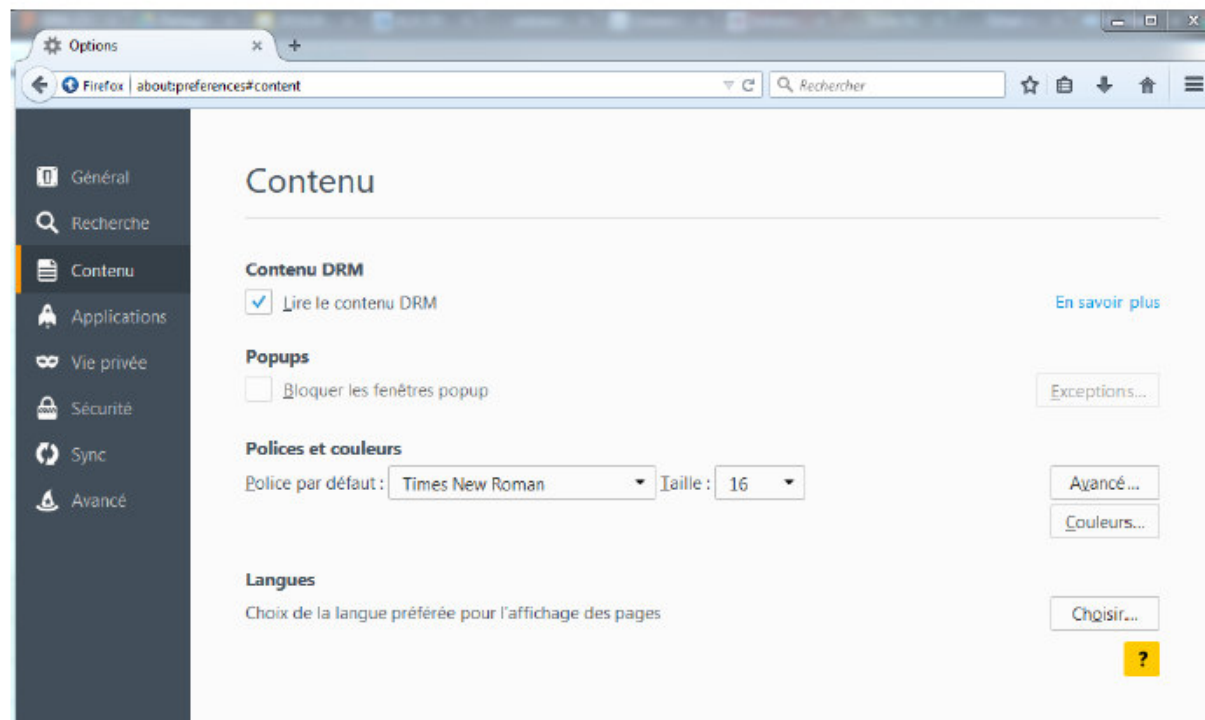 Options
Firefox about:preferences#content
Rechercher
Général
Recherche
Contenu
Applications
Vie privée
Sécurité
Sync
Avancé
Contenu
Contenu DRM
Lire le contenu DRM
En savoir plus
Popups
Bloquer les fenêtres popup
Exceptions...
Polices et couleurs
Police par défaut : Times New Roman Taille : 16
Avancé...
Couleurs...
Langues
Choix de la langue préférée pour l'affichage des pages
Choisir...
?